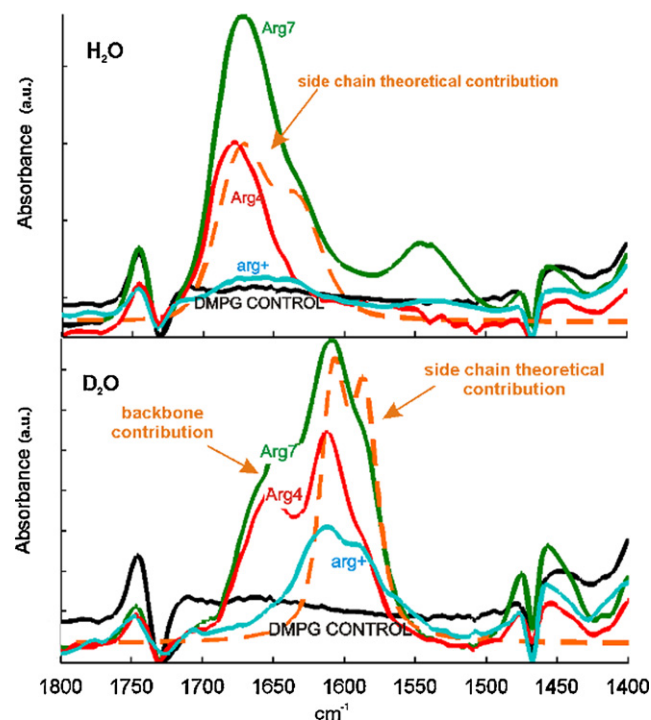 Arg7
H₂O
side chain theoretical contribution
Absorbance (a.u.)
Arg4
arg+
DMPG CONTROL
D₂O
side chain theoretical
contribution
backbone
contribution
Arg7
Absorbance (a.u.)
Arg4
arg+
DMPG CONTROL
1800 1750 1700 1650 1600 1550 1500 1450 1400
cm⁻¹